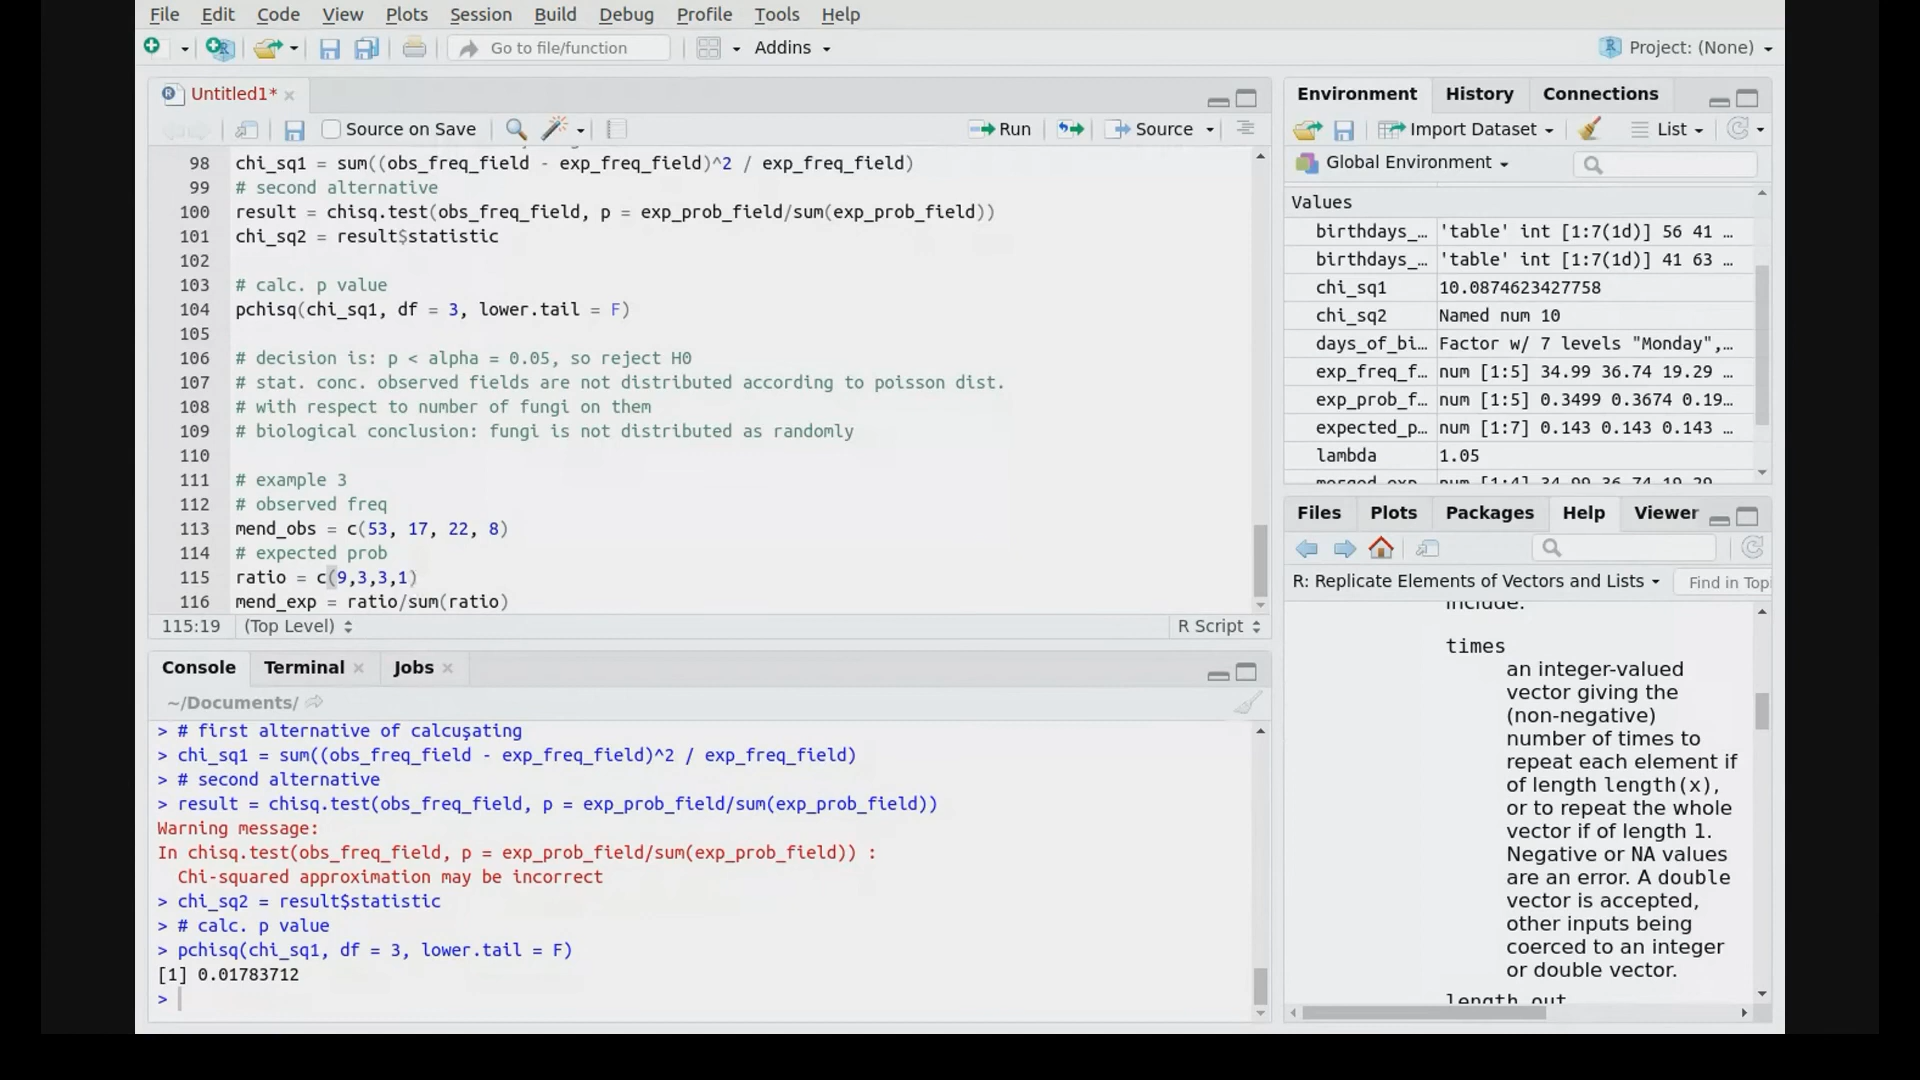 File Edit Code View Plots Session Build Debug Profile Tools Help
Go to file/function Addins Project: (None)
Untitled1*
Source on Save Run Source
98 chi_sq1 = sum((obs_freq_field - exp_freq_field)^2 / exp_freq_field)
99 # second alternative
100 result = chisq.test(obs_freq_field, p = exp_prob_field/sum(exp_prob_field))
101 chi_sq2 = result$statistic
102
103 # calc. p value
104 pchisq(chi_sq1, df = 3, lower.tail = F)
105
106 # decision is: p < alpha = 0.05, so reject H0
107 # stat. conc. observed fields are not distributed according to poisson dist.
108 # with respect to number of fungi on them
109 # biological conclusion: fungi is not distributed as randomly
110
111 # example 3
112 # observed freq
113 mend_obs = c(53, 17, 22, 8)
114 # expected prob
115 ratio = c(9,3,3,1)
116 mend_exp = ratio/sum(ratio)
115:19 (Top Level) R Script
Console Terminal Jobs
~/Documents/
> # first alternative of calcuşating
> chi_sq1 = sum((obs_freq_field - exp_freq_field)^2 / exp_freq_field)
> # second alternative
> result = chisq.test(obs_freq_field, p = exp_prob_field/sum(exp_prob_field))
Warning message:
In chisq.test(obs_freq_field, p = exp_prob_field/sum(exp_prob_field)) :
Chi-squared approximation may be incorrect
> chi_sq2 = result$statistic
> # calc. p value
> pchisq(chi_sq1, df = 3, lower.tail = F)
[1] 0.01783712
>
Environment History Connections
Import Dataset List
Global Environment
Values
birthdays_… 'table' int [1:7(1d)] 56 41 …
birthdays_… 'table' int [1:7(1d)] 41 63 …
chi_sq1 10.0874623427758
chi_sq2 Named num 10
days_of_bi… Factor w/ 7 levels "Monday",…
exp_freq_f… num [1:5] 34.99 36.74 19.29 …
exp_prob_f… num [1:5] 0.3499 0.3674 0.19…
expected_p… num [1:7] 0.143 0.143 0.143 …
lambda 1.05
merged_exp num [1:4] 34.99 36.74 19.29
Files Plots Packages Help Viewer
R: Replicate Elements of Vectors and Lists Find in Topi
include:
times
an integer-valued
vector giving the
(non-negative)
number of times to
repeat each element if
of length length(x),
or to repeat the whole
vector if of length 1.
Negative or NA values
are an error. A double
vector is accepted,
other inputs being
coerced to an integer
or double vector.
length.out